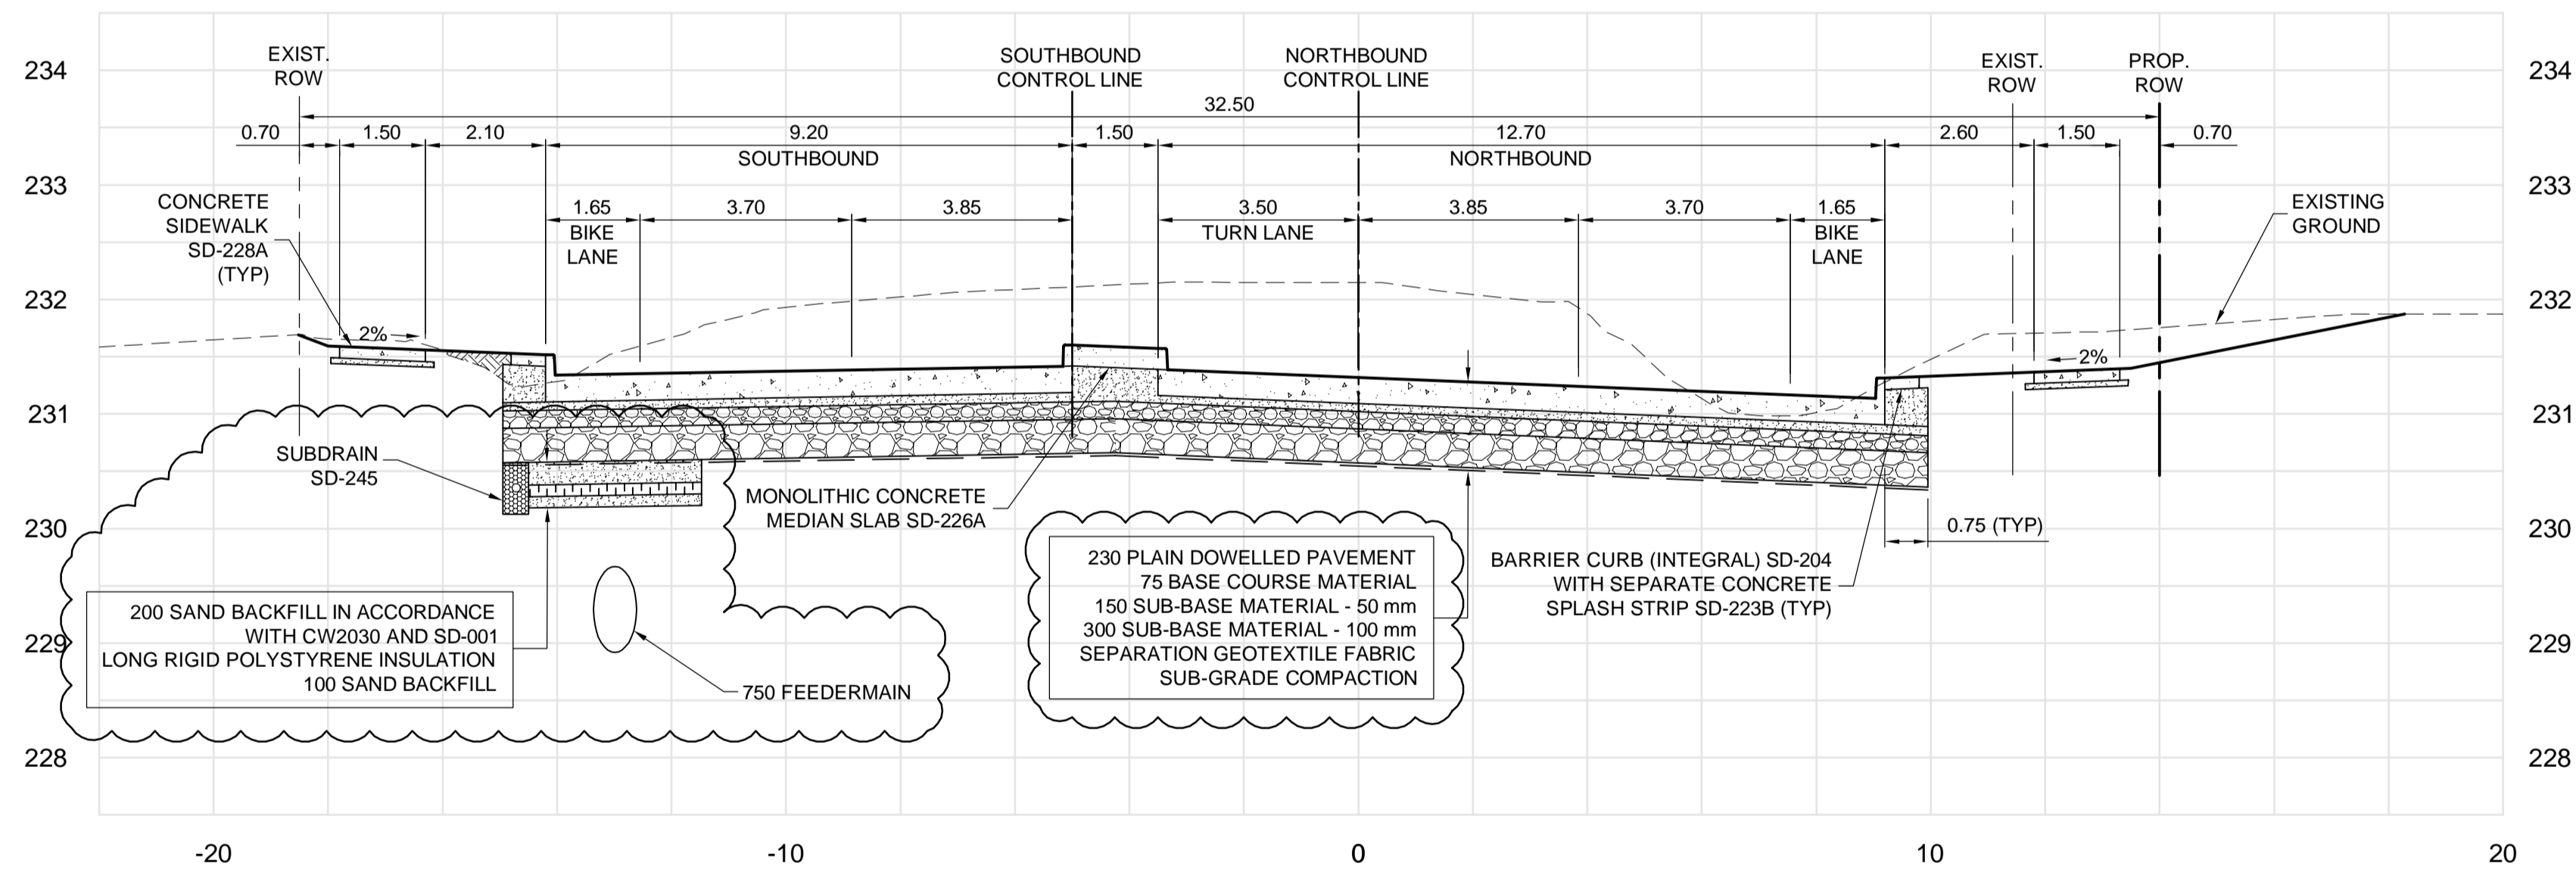 EXIST.
ROW
SOUTHBOUND
CONTROL LINE
NORTHBOUND
CONTROL LINE
EXIST.
ROW
PROP.
ROW
234
234
32.50
0.70
1.50
2.10
9.20
1.50
12.70
2.60
1.50
0.70
SOUTHBOUND
NORTHBOUND
233
233
CONCRETE
SIDEWALK
SD-228A
(TYP)
1.65
BIKE
LANE
3.70
3.85
3.50
TURN LANE
3.85
3.70
1.65
BIKE
LANE
EXISTING
GROUND
232
232
2%
2%
231
231
SUBDRAIN
SD-245
MONOLITHIC CONCRETE
MEDIAN SLAB SD-226A
230
230
0.75 (TYP)
230 PLAIN DOWELLED PAVEMENT
75 BASE COURSE MATERIAL
150 SUB-BASE MATERIAL - 50 mm
300 SUB-BASE MATERIAL - 100 mm
SEPARATION GEOTEXTILE FABRIC
SUB-GRADE COMPACTION
BARRIER CURB (INTEGRAL) SD-204
WITH SEPARATE CONCRETE
SPLASH STRIP SD-223B (TYP)
200 SAND BACKFILL IN ACCORDANCE
WITH CW2030 AND SD-001
LONG RIGID POLYSTYRENE INSULATION
100 SAND BACKFILL
229
229
750 FEEDERMAIN
228
228
-20
-10
0
10
20